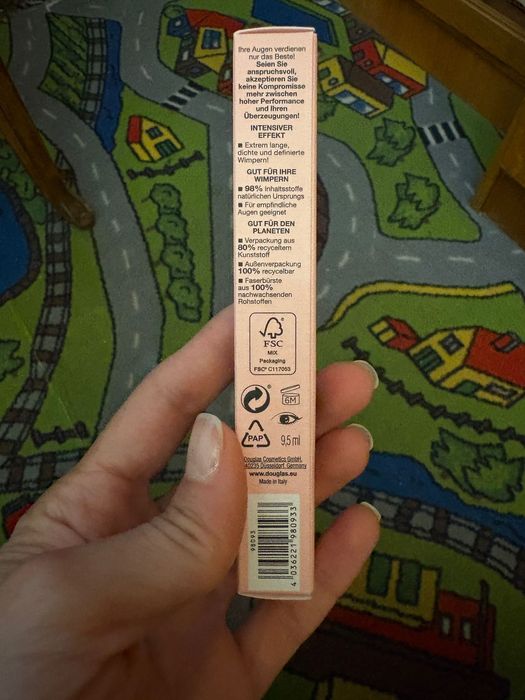 Ihre Augen verdienen
nur das Beste!
Seien Sie
anspruchsvoll,
akzeptieren Sie
keine Kompromisse
mehr zwischen
hoher Performance
und Ihren
Überzeugungen!
INTENSIVER
EFFEKT
■ Extrem lange,
dichte und definierte
Wimpern!
GUT FÜR IHRE
WIMPERN
■ 98% Inhaltsstoffe
natürlichen Ursprungs
■ Für empfindliche
Augen geeignet
GUT FÜR DEN
PLANETEN
■ Verpackung aus
80% recyceltem
Kunststoff
■ Außenverpackung
100% recycelbar
■ Faserbürste
aus 100%
nachwachsenden
Rohstoffen
FSC
MIX
Packaging
FSC® C117053
6M
PAP
9,5 ml
Douglas Cosmetics GmbH,
40235 Düsseldorf, Germany
www.douglas.eu
Made in Italy
98093
4 036221 980933